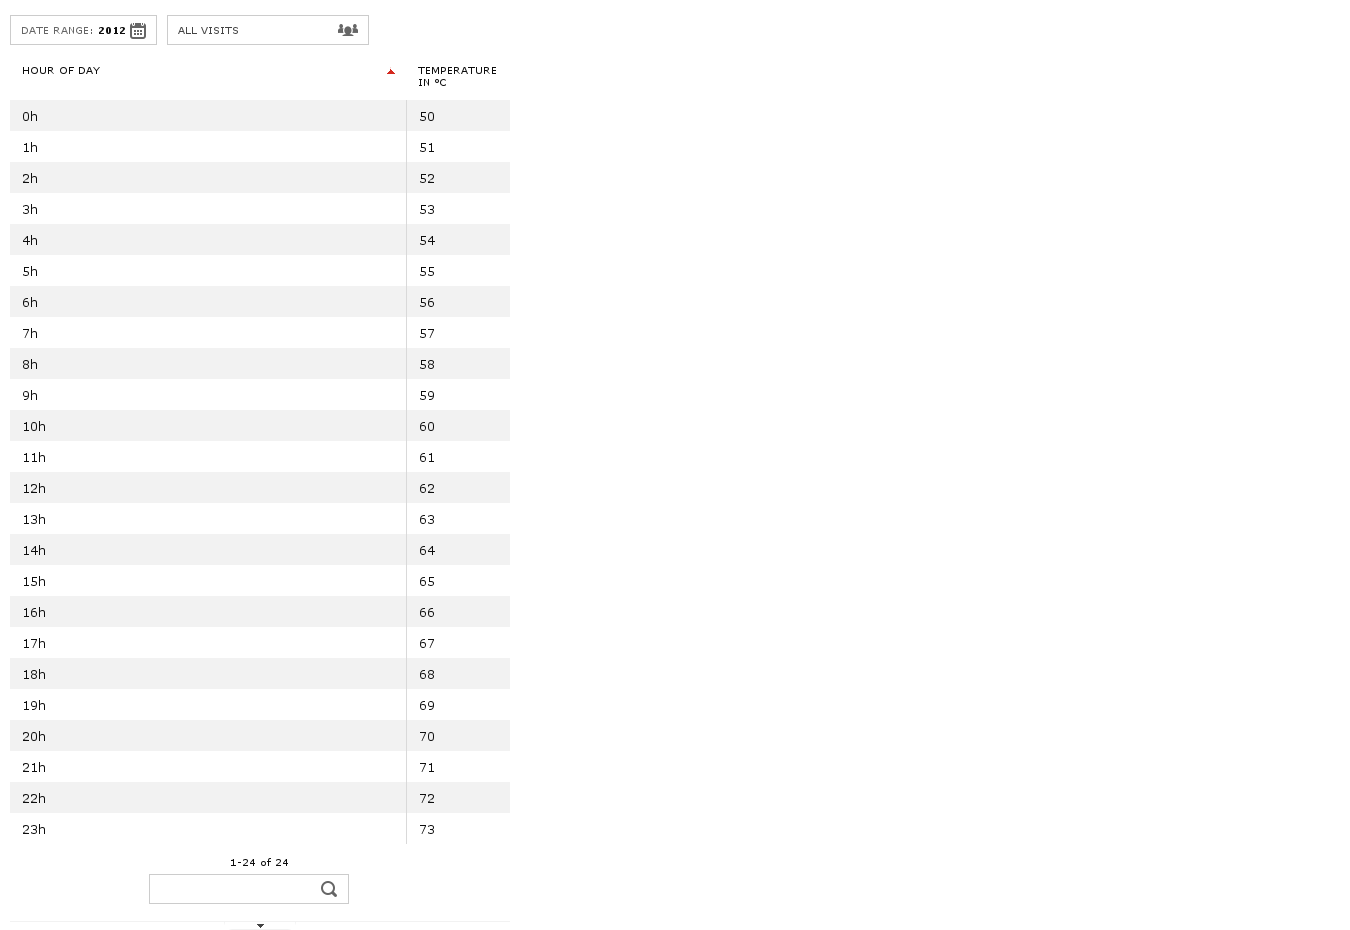 DATE RANGE: 2012
ALL VISITS
HOUR OF DAY
TEMPERATURE
IN °C
0h 50
1h 51
2h 52
3h 53
4h 54
5h 55
6h 56
7h 57
8h 58
9h 59
10h 60
11h 61
12h 62
13h 63
14h 64
15h 65
16h 66
17h 67
18h 68
19h 69
20h 70
21h 71
22h 72
23h 73
1-24 of 24